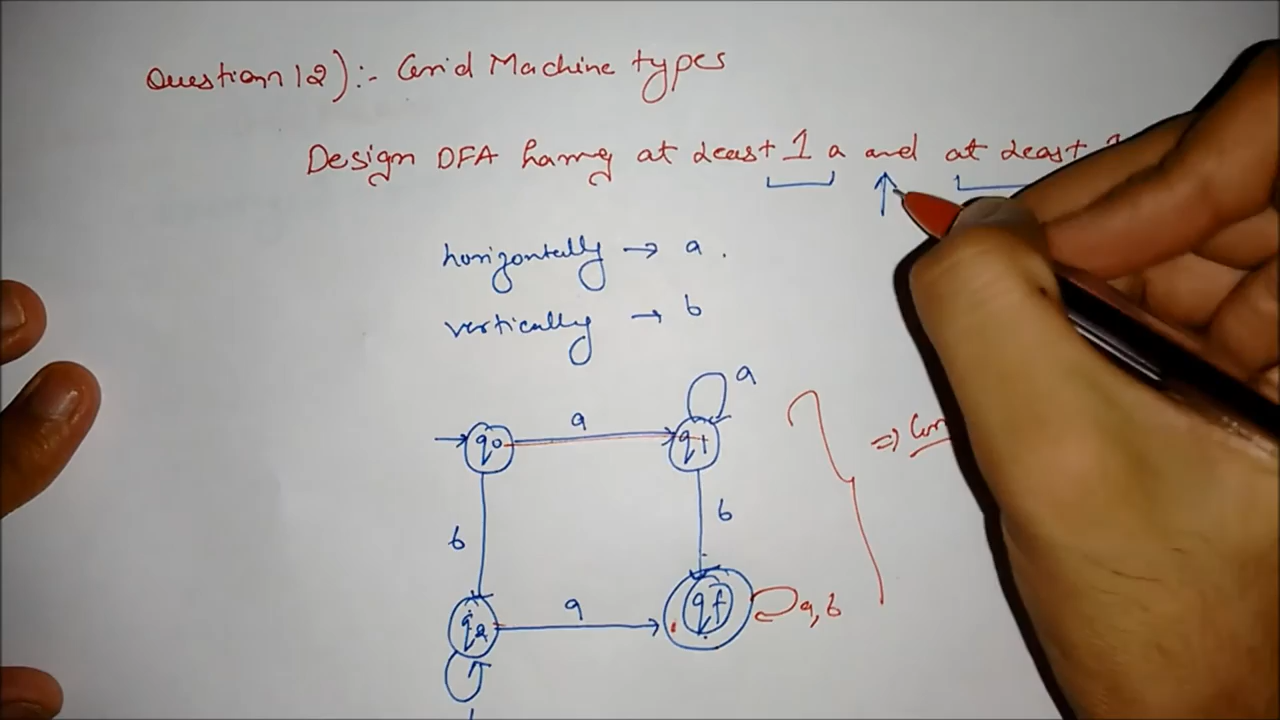 Question 12) :- Grid Machine types
Design DFA having at least 1 a and at least
horizontally → a .
vertically → b
a
q0 a q1
b b
q2 a qf a,b